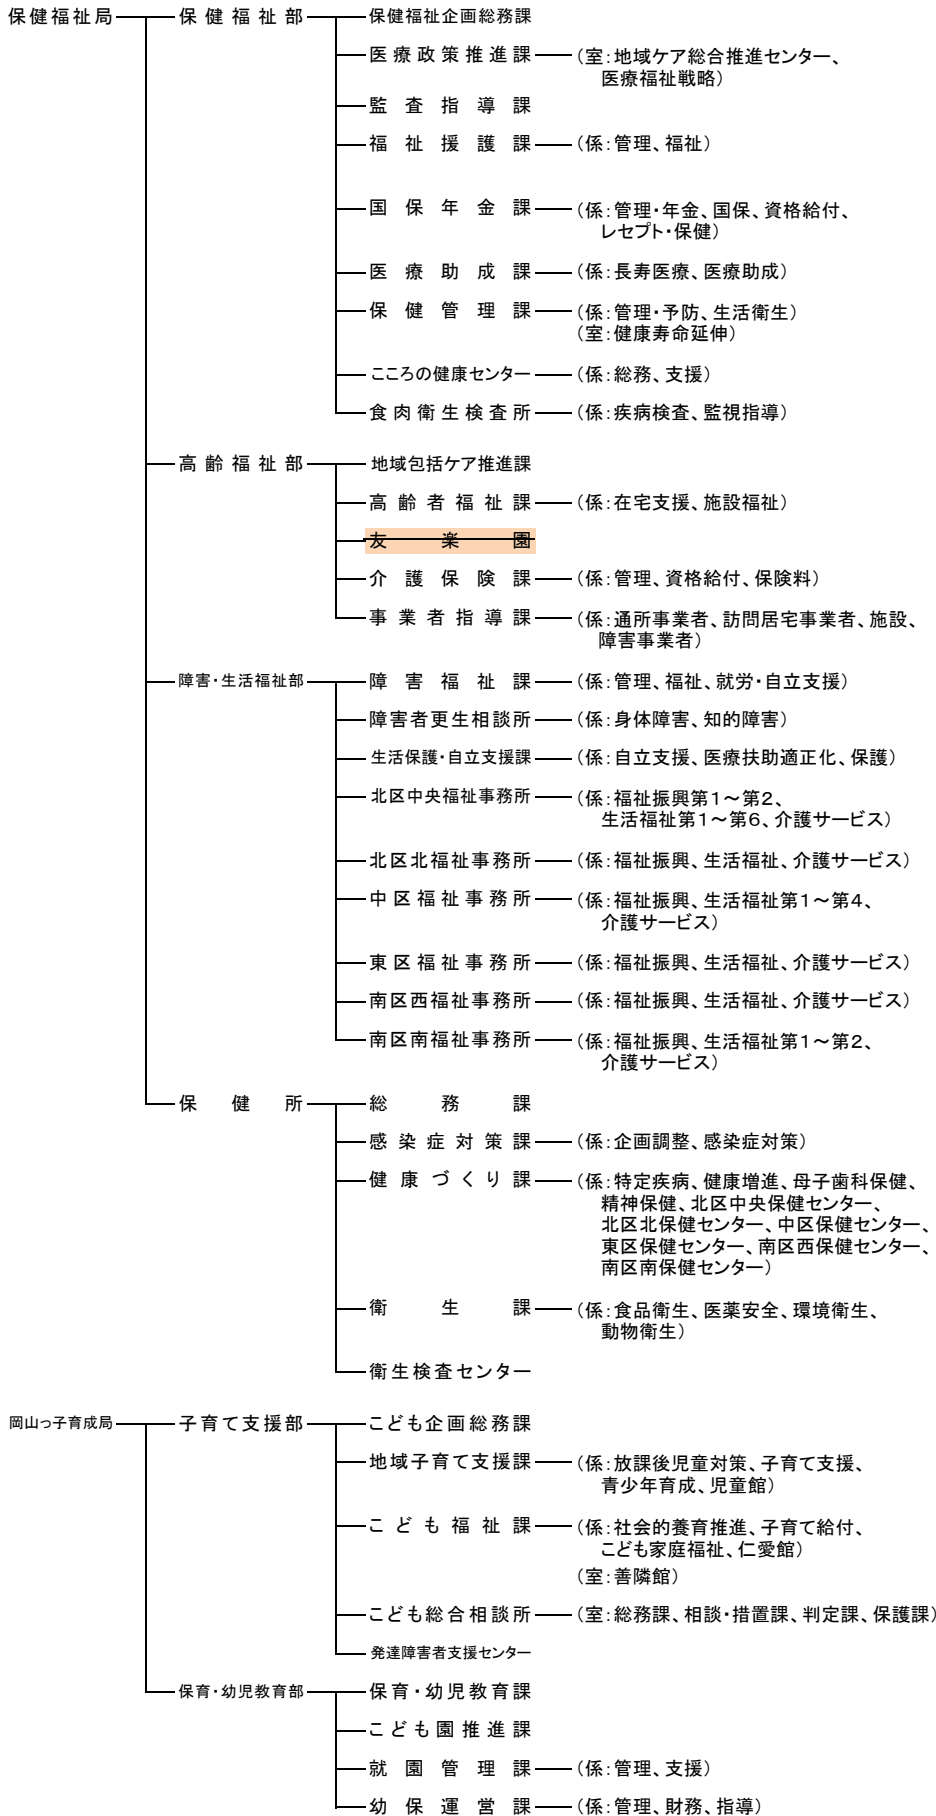 保健福祉局 保健福祉部 保健福祉企画総務課
医療政策推進課 （室：地域ケア総合推進センター、
医療福祉戦略）
監査指導課
福祉援護課 （係：管理、福祉）
国保年金課 （係：管理・年金、国保、資格給付、
レセプト・保健）
医療助成課 （係：長寿医療、医療助成）
保健管理課 （係：管理・予防、生活衛生）
（室：健康寿命延伸）
こころの健康センター （係：総務、支援）
食肉衛生検査所 （係：疾病検査、監視指導）
高齢福祉部 地域包括ケア推進課
高齢者福祉課 （係：在宅支援、施設福祉）
友楽園
介護保険課 （係：管理、資格給付、保険料）
事業者指導課 （係：通所事業者、訪問居宅事業者、施設、
障害事業者）
障害・生活福祉部 障害福祉課 （係：管理、福祉、就労・自立支援）
障害者更生相談所 （係：身体障害、知的障害）
生活保護・自立支援課 （係：自立支援、医療扶助適正化、保護）
北区中央福祉事務所 （係：福祉振興第１～第２、
生活福祉第１～第６、介護サービス）
北区北福祉事務所 （係：福祉振興、生活福祉、介護サービス）
中区福祉事務所 （係：福祉振興、生活福祉第１～第４、
介護サービス）
東区福祉事務所 （係：福祉振興、生活福祉、介護サービス）
南区西福祉事務所 （係：福祉振興、生活福祉、介護サービス）
南区南福祉事務所 （係：福祉振興、生活福祉第１～第２、
介護サービス）
保健所 総務課
感染症対策課 （係：企画調整、感染症対策）
健康づくり課 （係：特定疾病、健康増進、母子歯科保健、
精神保健、北区中央保健センター、
北区北保健センター、中区保健センター、
東区保健センター、南区西保健センター、
南区南保健センター）
衛生課 （係：食品衛生、医薬安全、環境衛生、
動物衛生）
衛生検査センター
岡山っ子育成局 子育て支援部 こども企画総務課
地域子育て支援課 （係：放課後児童対策、子育て支援、
青少年育成、児童館）
こども福祉課 （係：社会的養育推進、子育て給付、
こども家庭福祉、仁愛館）
（室：善隣館）
こども総合相談所 （室：総務課、相談・措置課、判定課、保護課）
発達障害者支援センター
保育・幼児教育部 保育・幼児教育課
こども園推進課
就園管理課 （係：管理、支援）
幼保運営課 （係：管理、財務、指導）